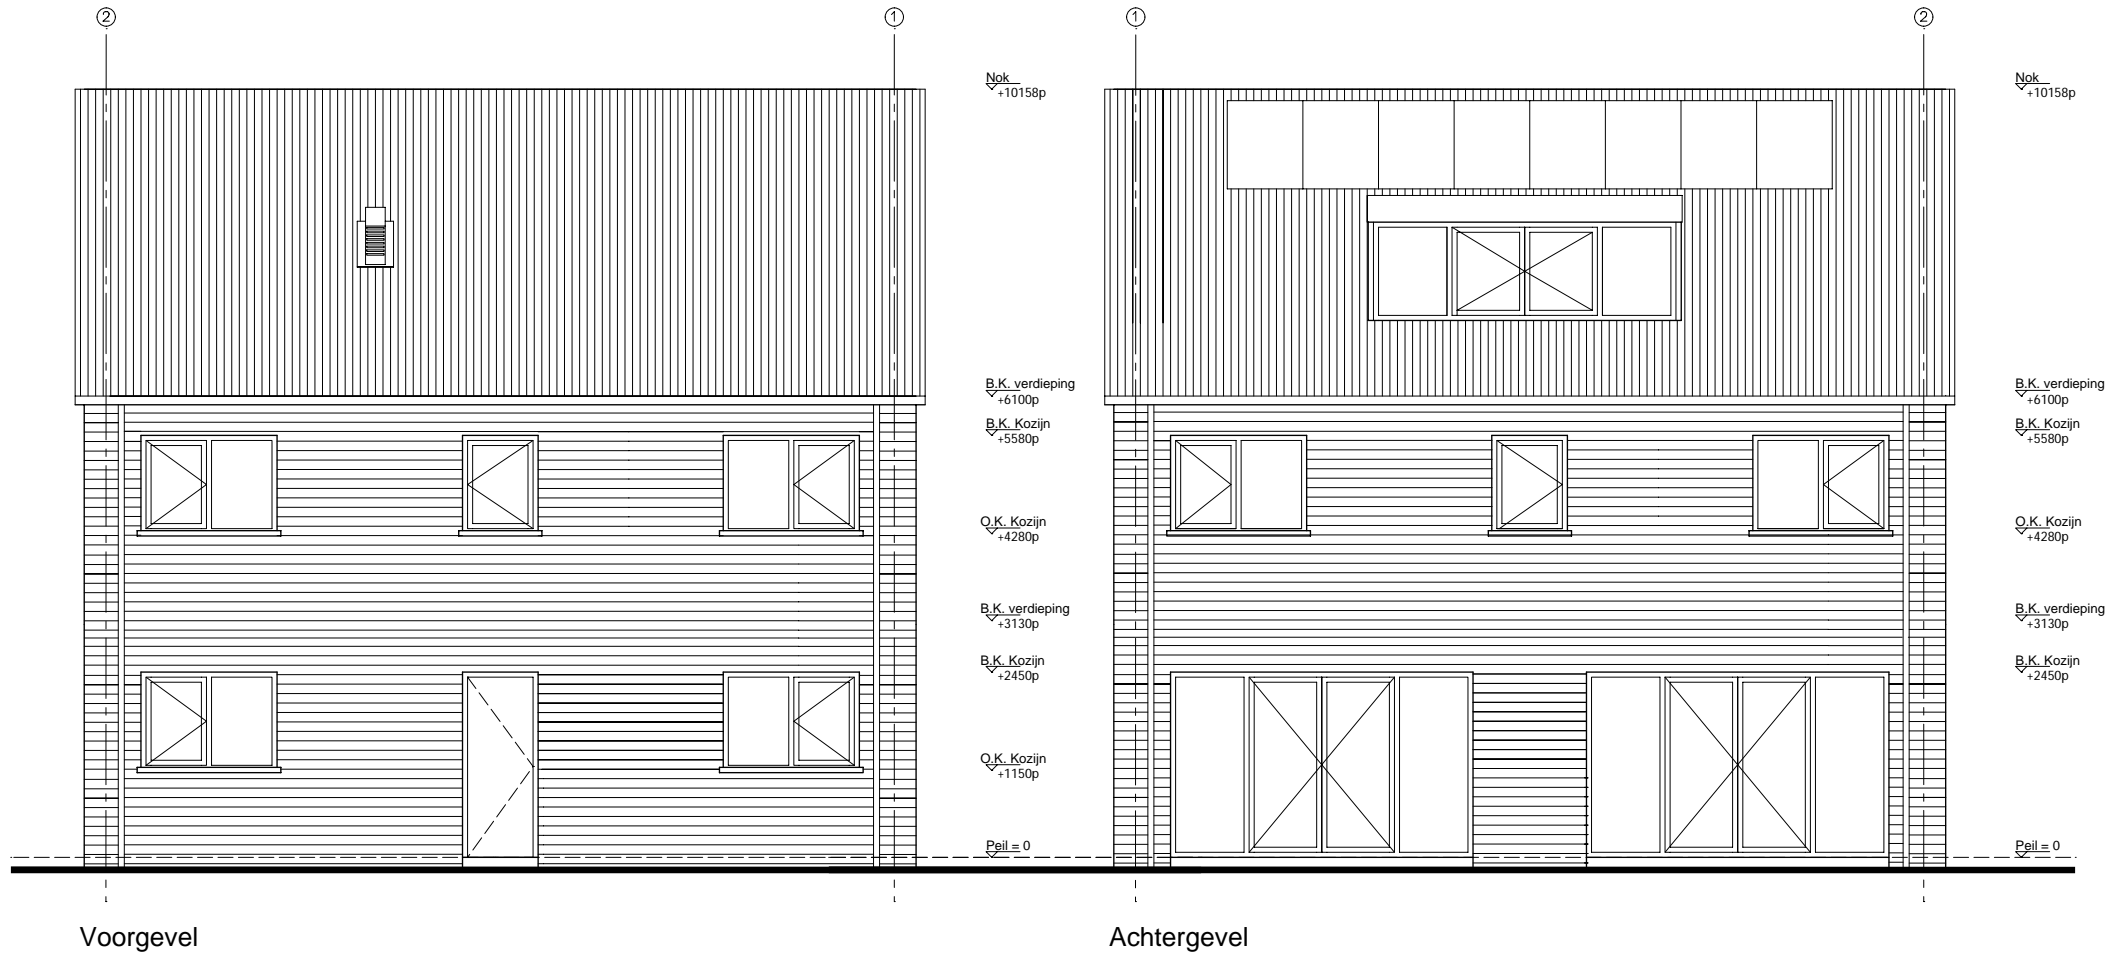 2
1
1
2
Nok
+10158p
Nok
+10158p
B.K. verdieping
+6100p
B.K. verdieping
+6100p
B.K. Kozijn
+5580p
B.K. Kozijn
+5580p
O.K. Kozijn
+4280p
O.K. Kozijn
+4280p
B.K. verdieping
+3130p
B.K. verdieping
+3130p
B.K. Kozijn
+2450p
B.K. Kozijn
+2450p
O.K. Kozijn
+1150p
Peil = 0
Peil = 0
Voorgevel
Achtergevel